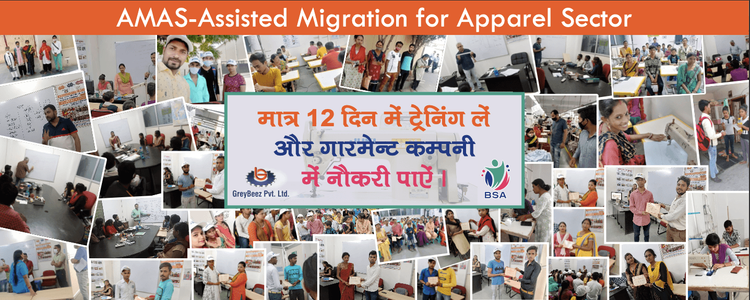 AMAS-Assisted Migration for Apparel Sector
मात्र 12 दिन में ट्रेनिंग लें
और गारमेन्ट कम्पनी
में नौकरी पाऐं ।
GreyBeez Pvt. Ltd.
BSA